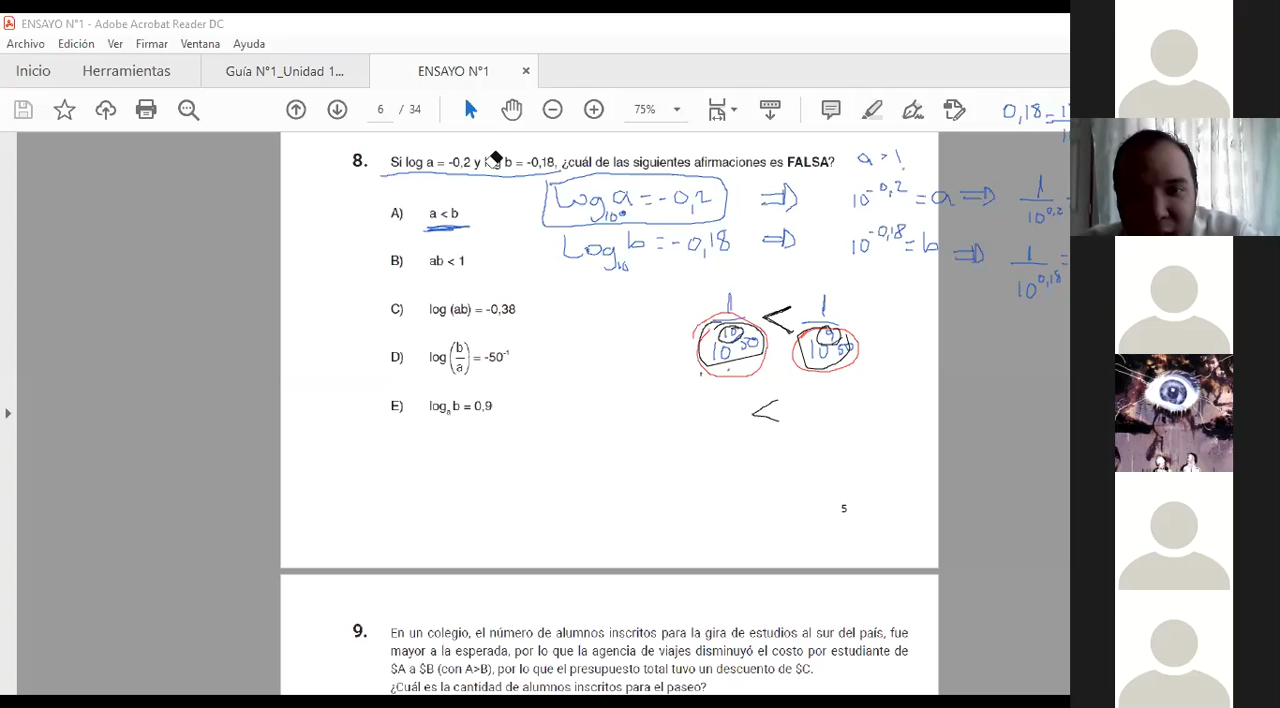 ENSAYO N°1 - Adobe Acrobat Reader DC
Archivo Edición Ver Firmar Ventana Ayuda
Inicio Herramientas Guía N°1_Unidad 1... ENSAYO N°1 ×
6 / 34 75%
0,18=
8. Si log a = -0,2 y b = -0,18, ¿cuál de las siguientes afirmaciones es FALSA?
a > 1
Log₁₀ a = -0,2 ⇒ 10^-0,2 = a ⇒ 1/10^0,2
Log₁₀ b = -0,18 ⇒ 10^-0,18 = b ⇒ 1/10^0,18 =
A) a < b
B) ab < 1
C) log (ab) = -0,38
D) log (b/a) = -50⁻¹
E) logₐ b = 0,9
1 < 1
<
5
9. En un colegio, el número de alumnos inscritos para la gira de estudios al sur del país, fue
mayor a la esperada, por lo que la agencia de viajes disminuyó el costo por estudiante de
$A a $B (con A>B), por lo que el presupuesto total tuvo un descuento de $C.
¿Cuál es la cantidad de alumnos inscritos para el paseo?